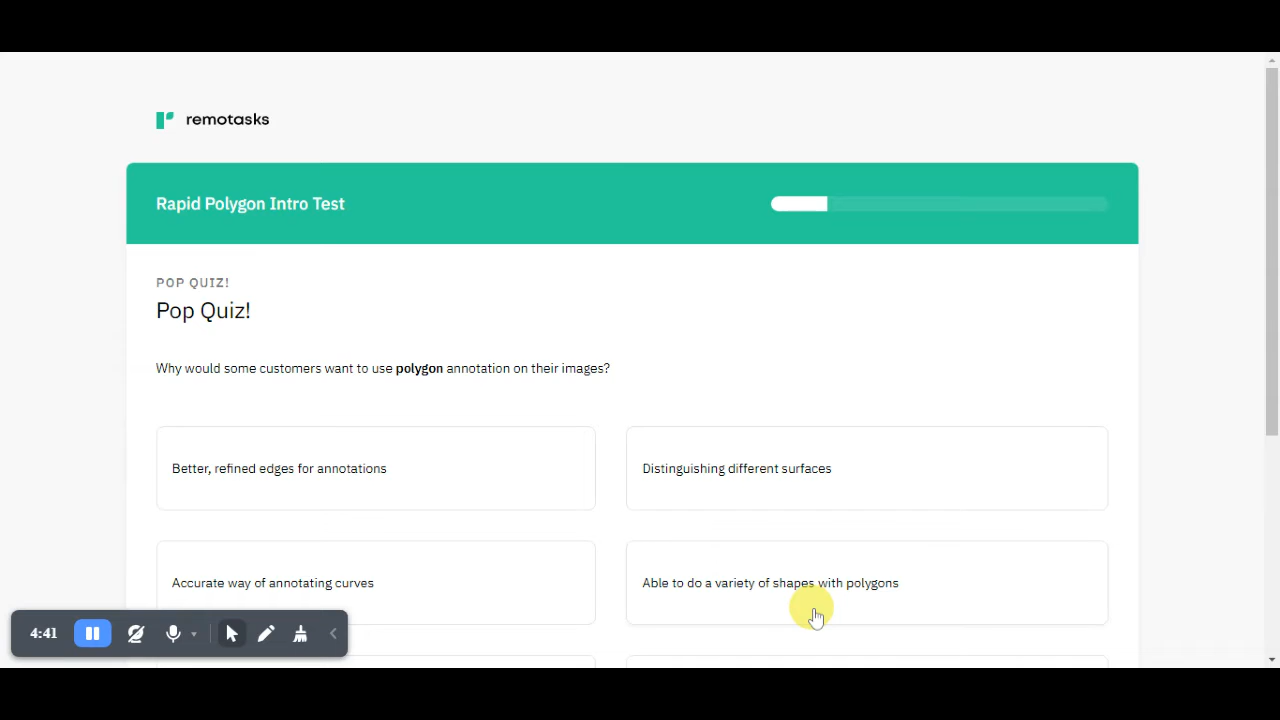 remotasks
Rapid Polygon Intro Test
POP QUIZ!
Pop Quiz!
Why would some customers want to use polygon annotation on their images?
Better, refined edges for annotations
Distinguishing different surfaces
Accurate way of annotating curves
Able to do a variety of shapes with polygons
4:41